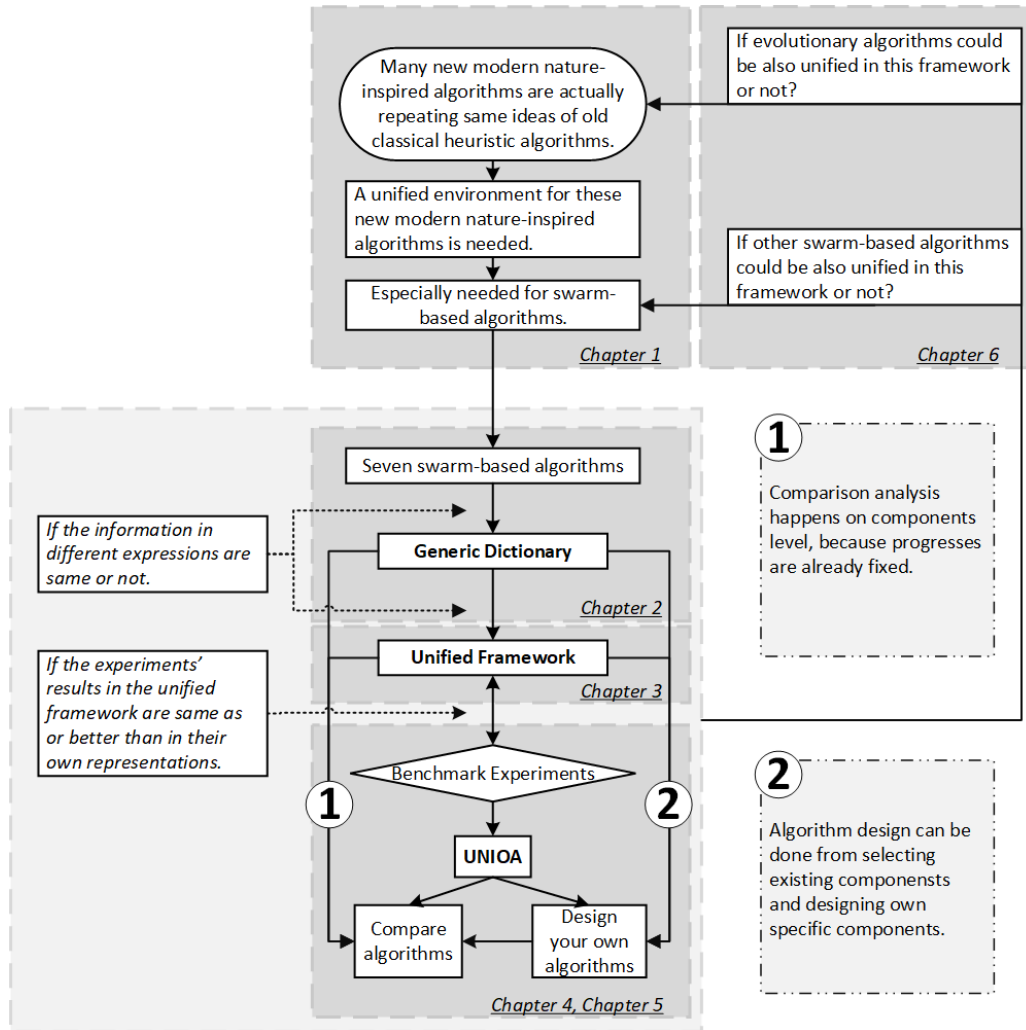 Many new modern nature-
inspired algorithms are actually
repeating same ideas of old
classical heuristic algorithms.
A unified environment for these
new modern nature-inspired
algorithms is needed.
Especially needed for swarm-
based algorithms.
Chapter 1
If evolutionary algorithms could
be also unified in this framework
or not?
If other swarm-based algorithms
could be also unified in this
framework or not?
Chapter 6
Seven swarm-based algorithms
If the information in
different expressions are
same or not.
Generic Dictionary
Chapter 2
Unified Framework
Chapter 3
If the experiments’
results in the unified
framework are same as
or better than in their
own representations.
Benchmark Experiments
1
2
UNIOA
Compare
algorithms
Design
your own
algorithms
Chapter 4, Chapter 5
1
Comparison analysis
happens on components
level, because progresses
are already fixed.
2
Algorithm design can be
done from selecting
existing componensts
and designing own
specific components.